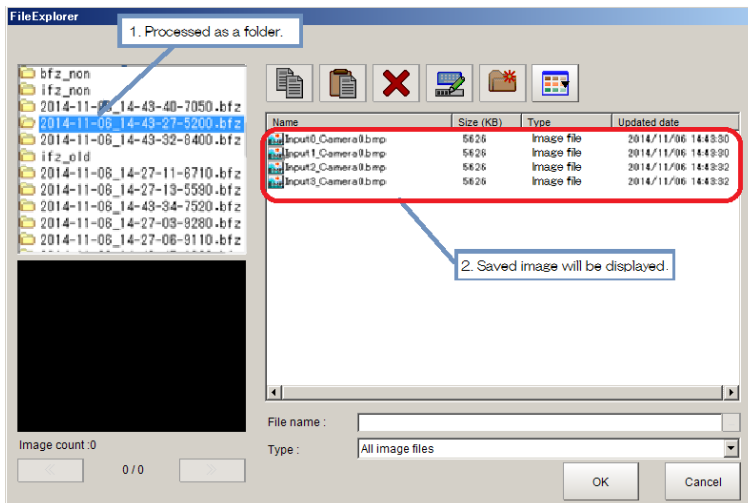 FileExplorer
1. Processed as a folder.
bfz_non
ifz_non
2014-11-06_14-43-40-7050.bfz
2014-11-06_14-43-27-5200.bfz
2014-11-06_14-43-32-8400.bfz
ifz_old
2014-11-06_14-27-11-6710.bfz
2014-11-06_14-27-13-5590.bfz
2014-11-06_14-43-34-7520.bfz
2014-11-06_14-27-03-9280.bfz
2014-11-06_14-27-06-9110.bfz
Name Size (KB) Type Updated date
Input0_Camera0.bmp 5626 Image file 2014/11/06 14:43:30
Input1_Camera0.bmp 5626 Image file 2014/11/06 14:43:30
Input2_Camera0.bmp 5626 Image file 2014/11/06 14:43:32
Input3_Camera0.bmp 5626 Image file 2014/11/06 14:43:32
2. Saved image will be displayed.
Image count :0
0 / 0
File name :
Type : All image files
OK Cancel